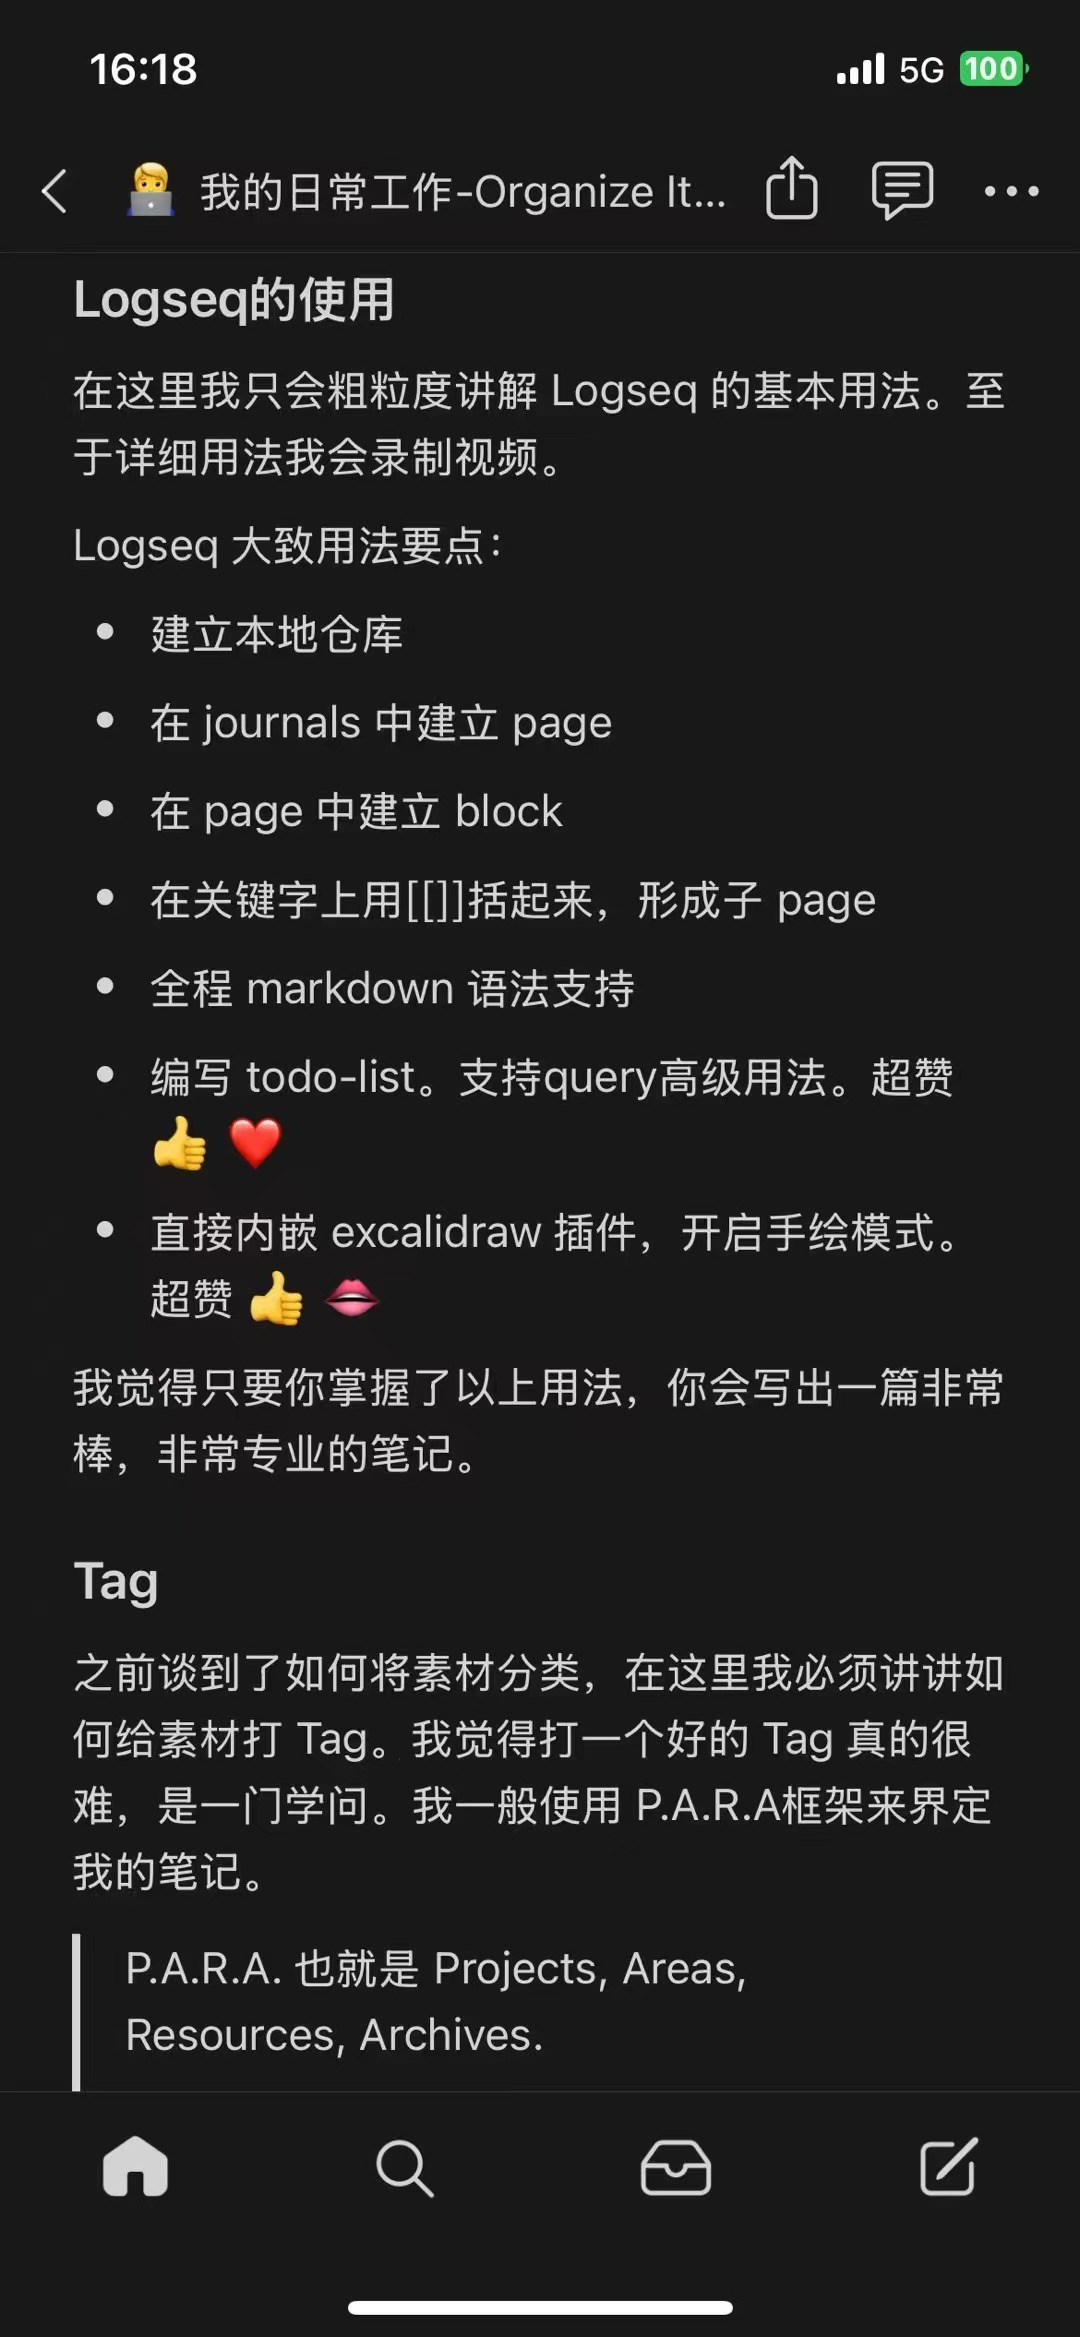 16:18
5G 100
我的日常工作-Organize It...
Logseq的使用
在这里我只会粗粒度讲解 Logseq 的基本用法。至
于详细用法我会录制视频。
Logseq 大致用法要点：
建立本地仓库
在 journals 中建立 page
在 page 中建立 block
在关键字上用[[]]括起来，形成子 page
全程 markdown 语法支持
编写 todo-list。支持query高级用法。超赞
👍 ❤️
直接内嵌 excalidraw 插件，开启手绘模式。
超赞 👍 👄
我觉得只要你掌握了以上用法，你会写出一篇非常
棒，非常专业的笔记。
Tag
之前谈到了如何将素材分类，在这里我必须讲讲如
何给素材打 Tag。我觉得打一个好的 Tag 真的很
难，是一门学问。我一般使用 P.A.R.A框架来界定
我的笔记。
P.A.R.A. 也就是 Projects, Areas,
Resources, Archives.